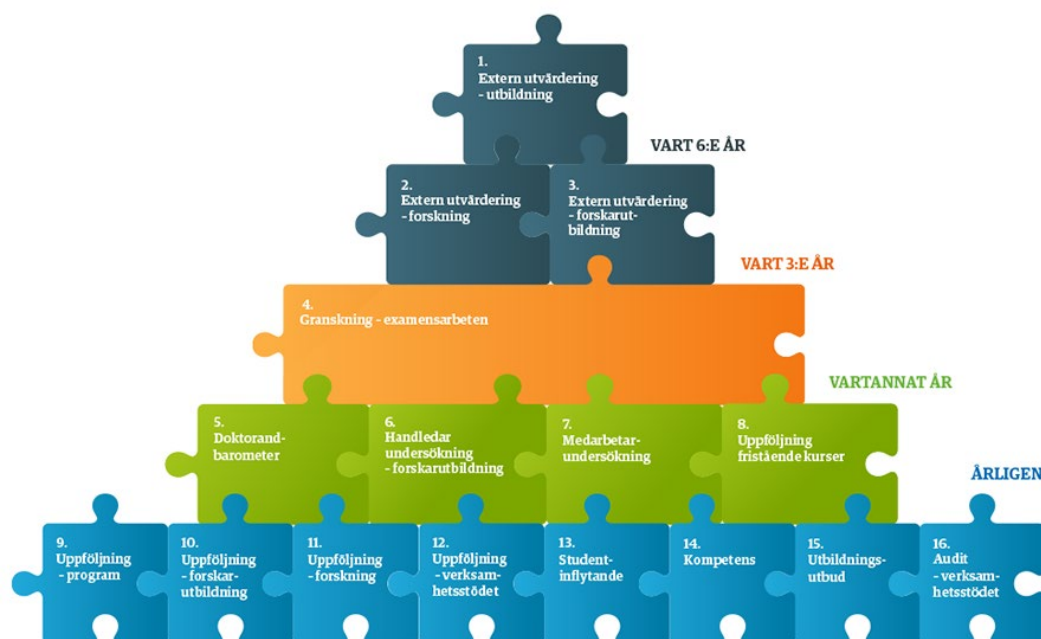 1.
Extern utvärdering
- utbildning
VART 6:E ÅR
2.
Extern utvärdering
- forskning
3.
Extern utvärdering
- forskarut-
bildning
VART 3:E ÅR
4.
Granskning - examensarbeten
VARTANNAT ÅR
5.
Doktorand-
barometer
6.
Handledar
undersökning
- forskarutbildning
7.
Medarbetar-
undersökning
8.
Uppföljning
fristående kurser
ÅRLIGEN
9.
Uppföljning
- program
10.
Uppföljning
- forskar-
utbildning
11.
Uppföljning
- forskning
12.
Uppföljning
- verksam-
hetsstödet
13.
Student-
inflytande
14.
Kompetens
15.
Utbildnings-
utbud
16.
Audit
- verksam-
hetsstödet